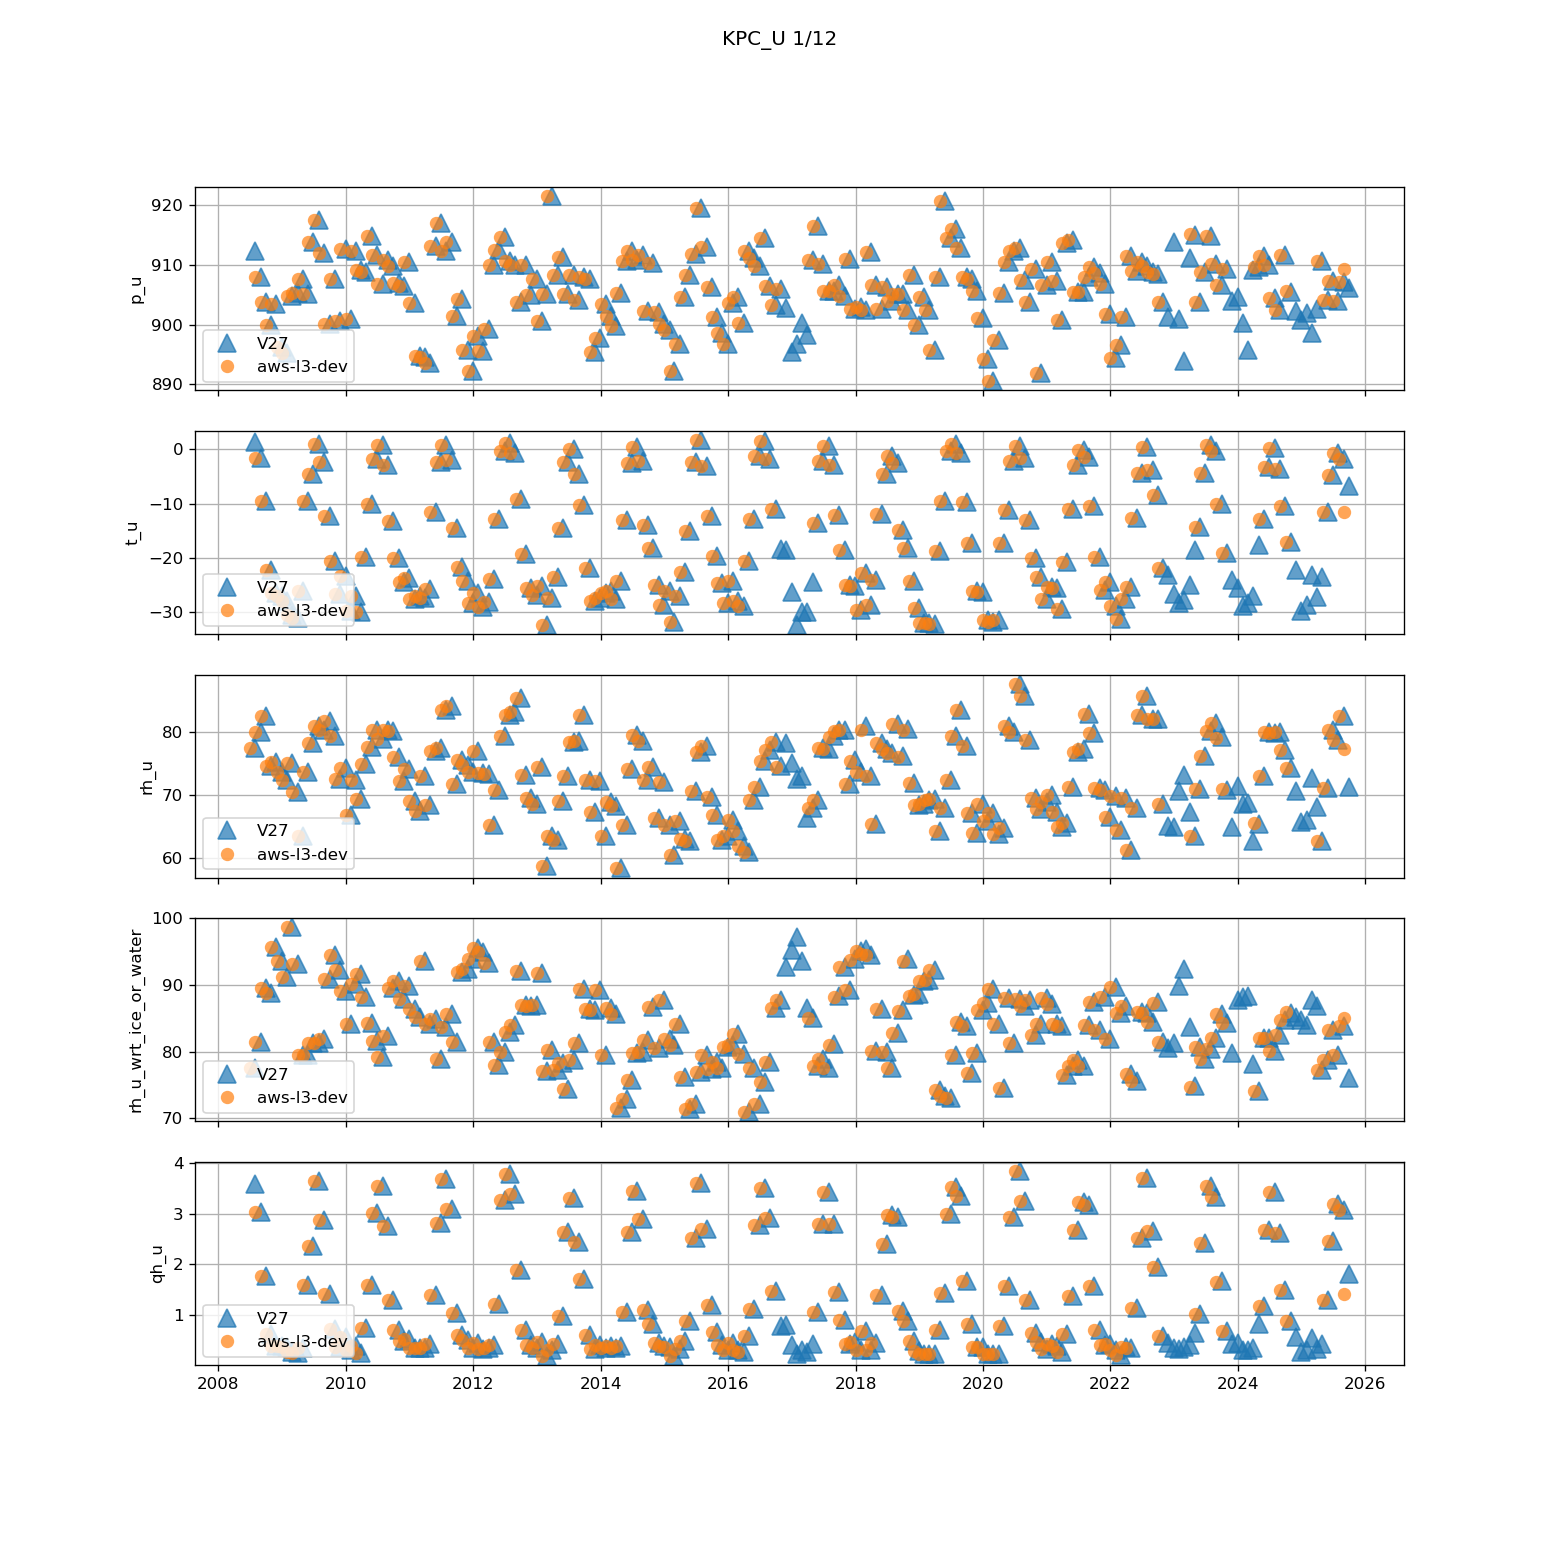 KPC_U 1/12
920
910
900
890
p_u
V27
aws-l3-dev
0
−10
−20
−30
t_u
V27
aws-l3-dev
80
70
60
rh_u
V27
aws-l3-dev
100
90
80
70
rh_u_wrt_ice_or_water
V27
aws-l3-dev
4
3
2
1
qh_u
V27
aws-l3-dev
2008 2010 2012 2014 2016 2018 2020 2022 2024 2026